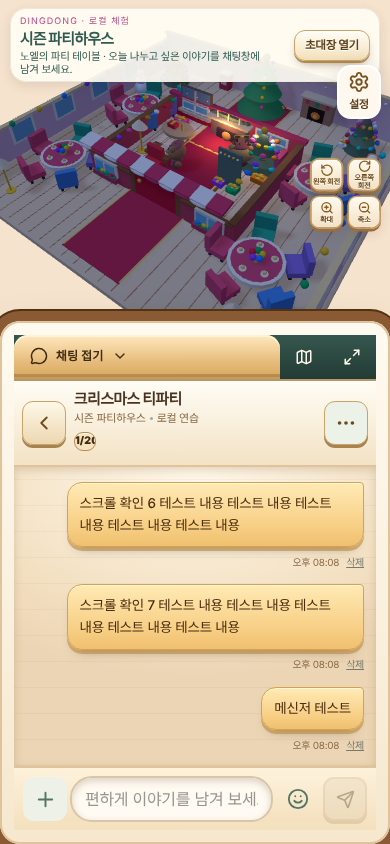 DINGDONG · 로컬 체험
시즌 파티하우스
노엘의 파티 테이블 · 오늘 나누고 싶은 이야기를 채팅창에
남겨 보세요.
초대장 열기
설정
왼쪽 회전
오른쪽
회전
확대
축소
채팅 접기
크리스마스 티파티
시즌 파티하우스 • 로컬 연습
1/20
스크롤 확인 6 테스트 내용 테스트 내용 테스트
내용 테스트 내용 테스트 내용
오후 08:08 삭제
스크롤 확인 7 테스트 내용 테스트 내용 테스트
내용 테스트 내용 테스트 내용
오후 08:08 삭제
메신저 테스트
오후 08:08 삭제
편하게 이야기를 남겨 보세